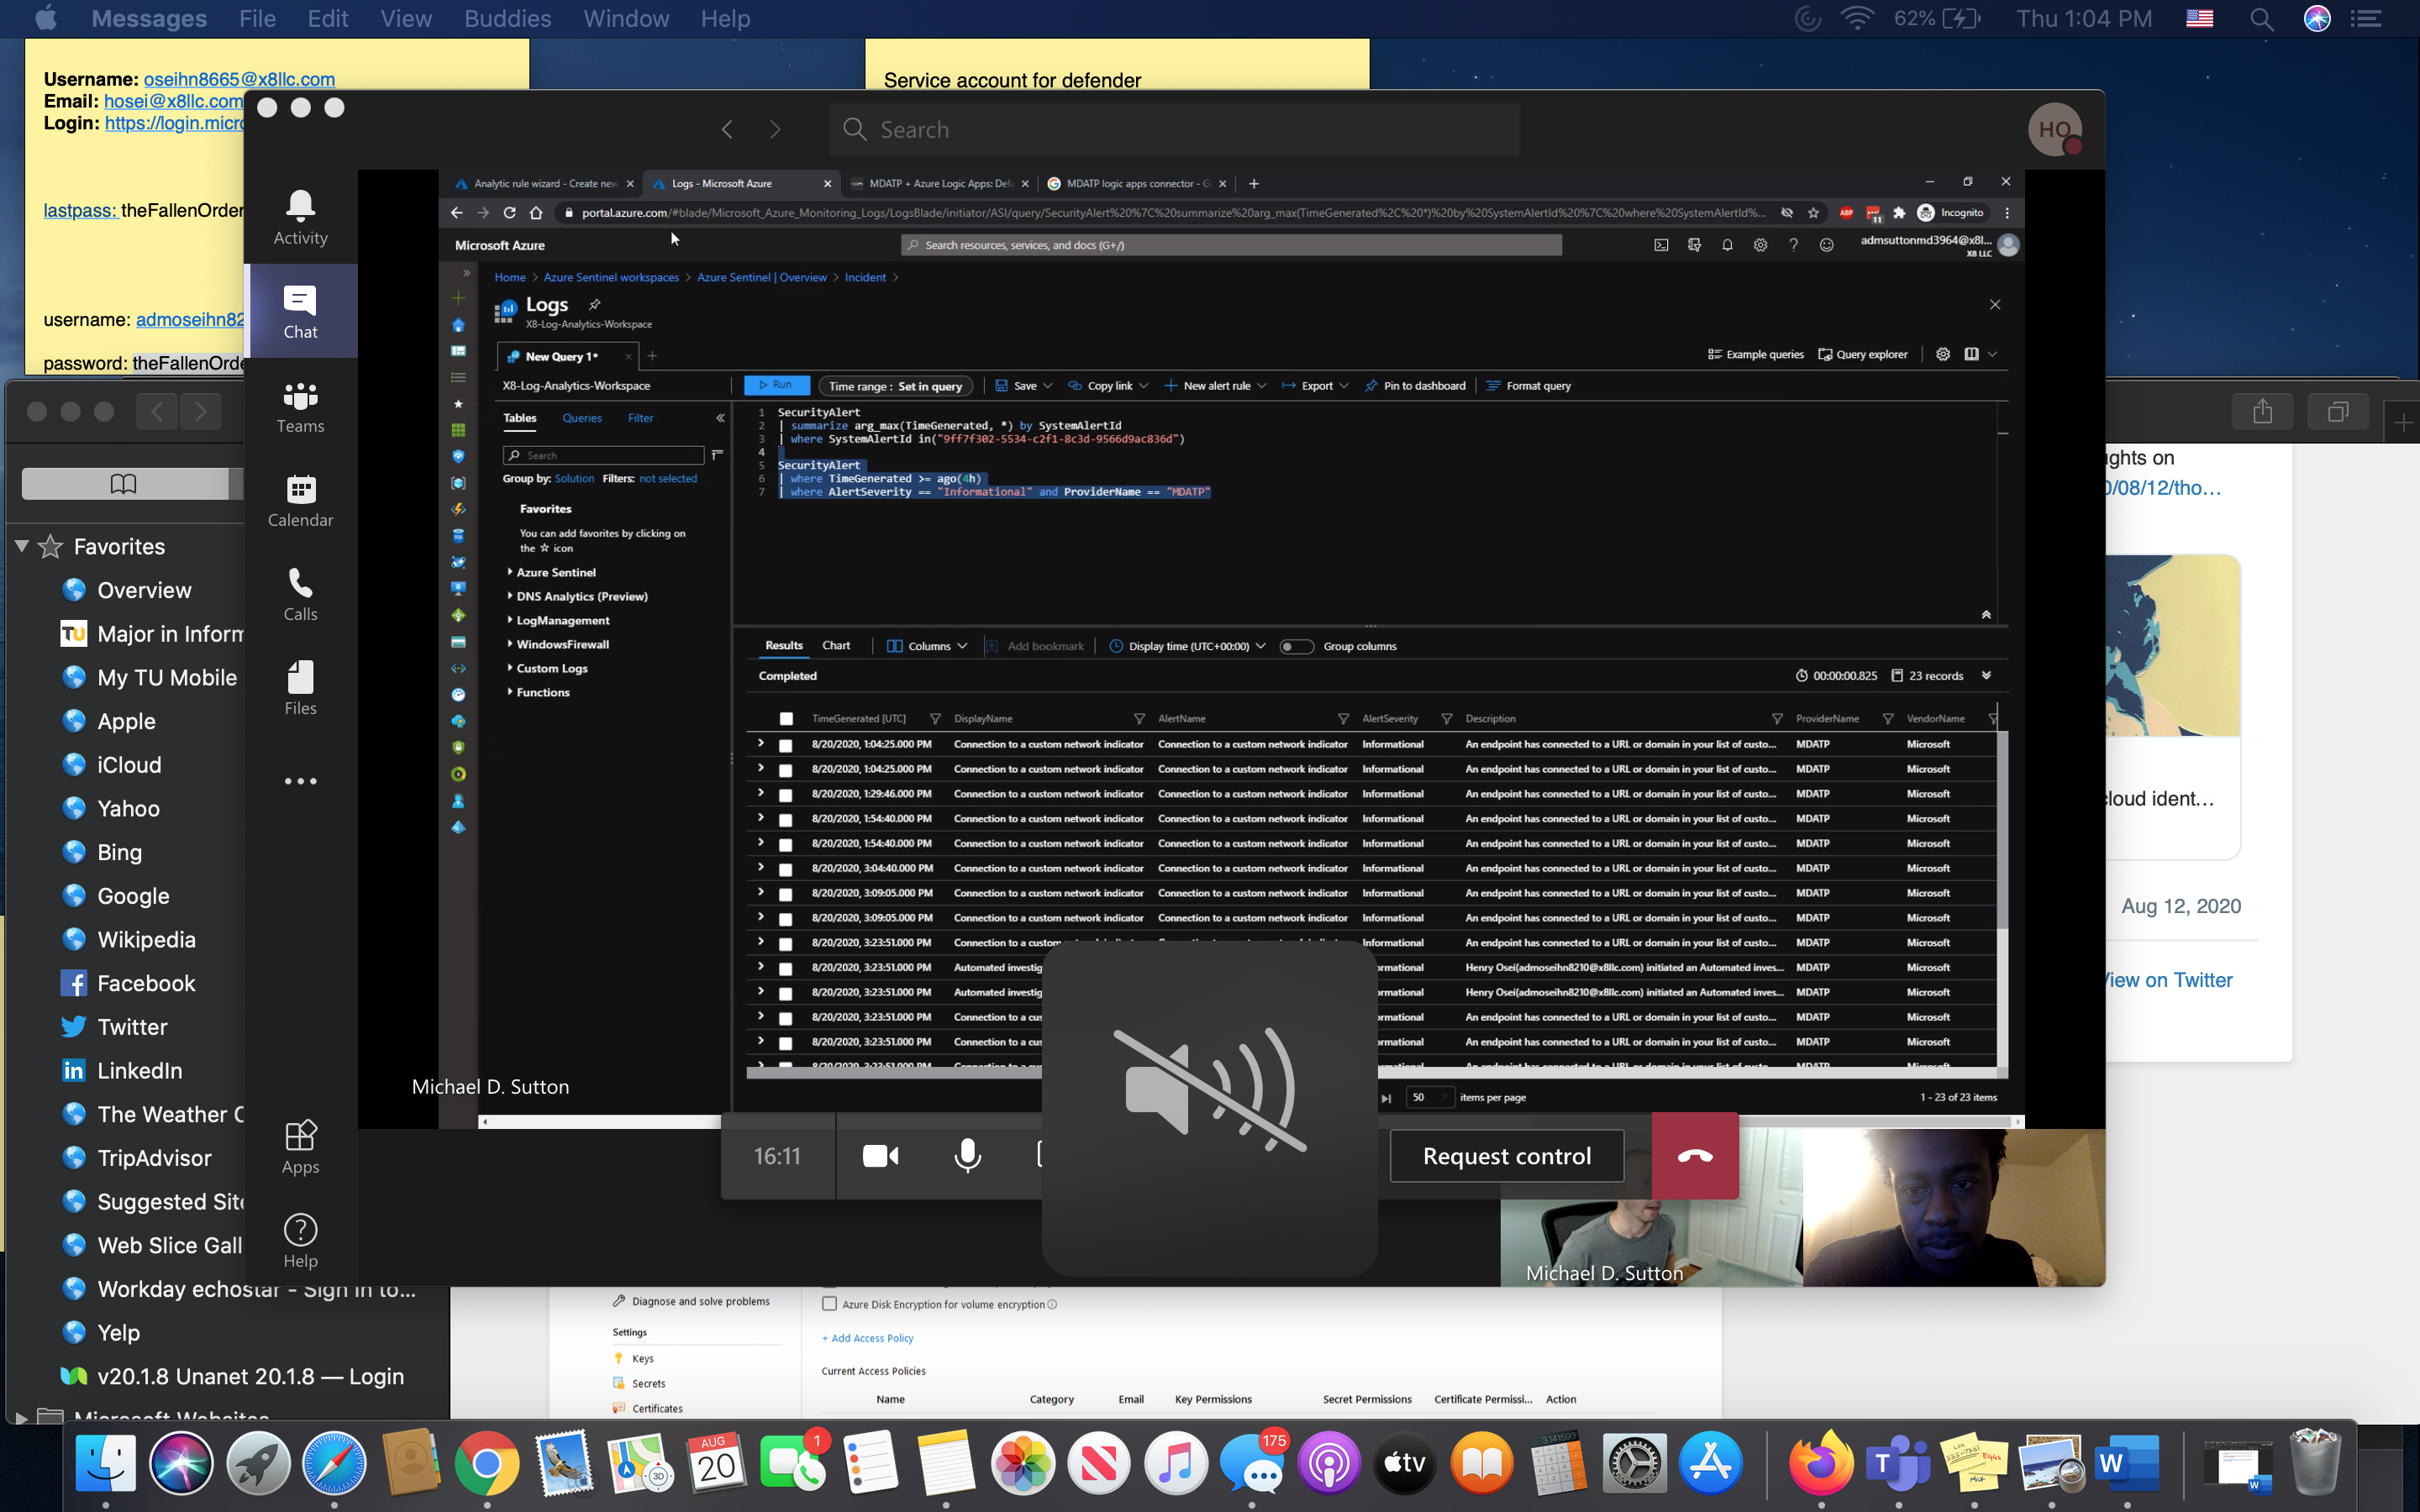 Messages File Edit View Buddies Window Help
62% Thu 1:04 PM
Username: oseihn8665@x8llc.com
Email: hosei@x8llc.com
Login: https://login.micro
lastpass: theFallenOrder
username: admoseihn82
password: theFallenOrde
Service account for defender
Search
HO
Activity
Chat
Teams
Calendar
Calls
Files
Apps
Help
Analytic rule wizard - Create new
Logs - Microsoft Azure
MDATP + Azure Logic Apps: Defa
MDATP logic apps connector - G
portal.azure.com/#blade/Microsoft_Azure_Monitoring_Logs/LogsBlade/initiator/ASI/query/SecurityAlert%20%7C%20summarize%20arg_max(TimeGenerated%2C%20*)%20by%20SystemAlertId%20%7C%20where%20SystemAlertId%...
ABP 11 Incognito
Microsoft Azure
Search resources, services, and docs (G+/)
admsuttonmd3964@x8l...
X8 LLC
Home > Azure Sentinel workspaces > Azure Sentinel | Overview > Incident >
Logs
X8-Log-Analytics-Workspace
New Query 1*
Example queries Query explorer
X8-Log-Analytics-Workspace
Run Time range : Set in query Save Copy link New alert rule Export Pin to dashboard Format query
Tables Queries Filter
Search
Group by: Solution Filters: not selected
Favorites
You can add favorites by clicking on
the ☆ icon
Azure Sentinel
DNS Analytics (Preview)
LogManagement
WindowsFirewall
Custom Logs
Functions
1 SecurityAlert
2 | summarize arg_max(TimeGenerated, *) by SystemAlertId
3 | where SystemAlertId in("9ff7f302-5534-c2f1-8c3d-9566d9ac836d")
4
5 SecurityAlert
6 | where TimeGenerated >= ago(4h)
7 | where AlertSeverity == "Informational" and ProviderName == "MDATP"
Results Chart Columns Add bookmark Display time (UTC+00:00) Group columns
Completed
00:00:00.825 23 records
TimeGenerated [UTC] DisplayName AlertName AlertSeverity Description ProviderName VendorName
8/20/2020, 1:04:25.000 PM Connection to a custom network indicator Connection to a custom network indicator Informational An endpoint has connected to a URL or domain in your list of custo... MDATP Microsoft
8/20/2020, 1:04:25.000 PM Connection to a custom network indicator Connection to a custom network indicator Informational An endpoint has connected to a URL or domain in your list of custo... MDATP Microsoft
8/20/2020, 1:29:46.000 PM Connection to a custom network indicator Connection to a custom network indicator Informational An endpoint has connected to a URL or domain in your list of custo... MDATP Microsoft
8/20/2020, 1:54:40.000 PM Connection to a custom network indicator Connection to a custom network indicator Informational An endpoint has connected to a URL or domain in your list of custo... MDATP Microsoft
8/20/2020, 1:54:40.000 PM Connection to a custom network indicator Connection to a custom network indicator Informational An endpoint has connected to a URL or domain in your list of custo... MDATP Microsoft
8/20/2020, 3:04:40.000 PM Connection to a custom network indicator Connection to a custom network indicator Informational An endpoint has connected to a URL or domain in your list of custo... MDATP Microsoft
8/20/2020, 3:09:05.000 PM Connection to a custom network indicator Connection to a custom network indicator Informational An endpoint has connected to a URL or domain in your list of custo... MDATP Microsoft
8/20/2020, 3:09:05.000 PM Connection to a custom network indicator Connection to a custom network indicator Informational An endpoint has connected to a URL or domain in your list of custo... MDATP Microsoft
8/20/2020, 3:23:51.000 PM Connection to a custom Informational An endpoint has connected to a URL or domain in your list of custo... MDATP Microsoft
8/20/2020, 3:23:51.000 PM Automated investig ormational Henry Osei(admoseihn8210@x8llc.com) initiated an Automated inves... MDATP Microsoft
8/20/2020, 3:23:51.000 PM Automated investig ormational Henry Osei(admoseihn8210@x8llc.com) initiated an Automated inves... MDATP Microsoft
8/20/2020, 3:23:51.000 PM Connection to a cus ormational An endpoint has connected to a URL or domain in your list of custo... MDATP Microsoft
8/20/2020, 3:23:51.000 PM Connection to a cus ormational An endpoint has connected to a URL or domain in your list of custo... MDATP Microsoft
50 items per page
1 - 23 of 23 items
Michael D. Sutton
16:11
Request control
Michael D. Sutton
Favorites
Overview
TU Major in Inform
My TU Mobile
Apple
iCloud
Yahoo
Bing
Google
Wikipedia
Facebook
Twitter
LinkedIn
The Weather C
TripAdvisor
Suggested Site
Web Slice Gall
Workday echostar - Sign in to...
Yelp
v20.1.8 Unanet 20.1.8 — Login
Microsoft Websites
ghts on
0/08/12/tho...
cloud ident...
Aug 12, 2020
View on Twitter
Diagnose and solve problems
Settings
Keys
Secrets
Certificates
Azure Disk Encryption for volume encryption
+ Add Access Policy
Current Access Policies
Name Category Email Key Permissions Secret Permissions Certificate Permissi... Action
AUG
20
3D
1
175
tv
3.141593
EGGS
MILK
T
W